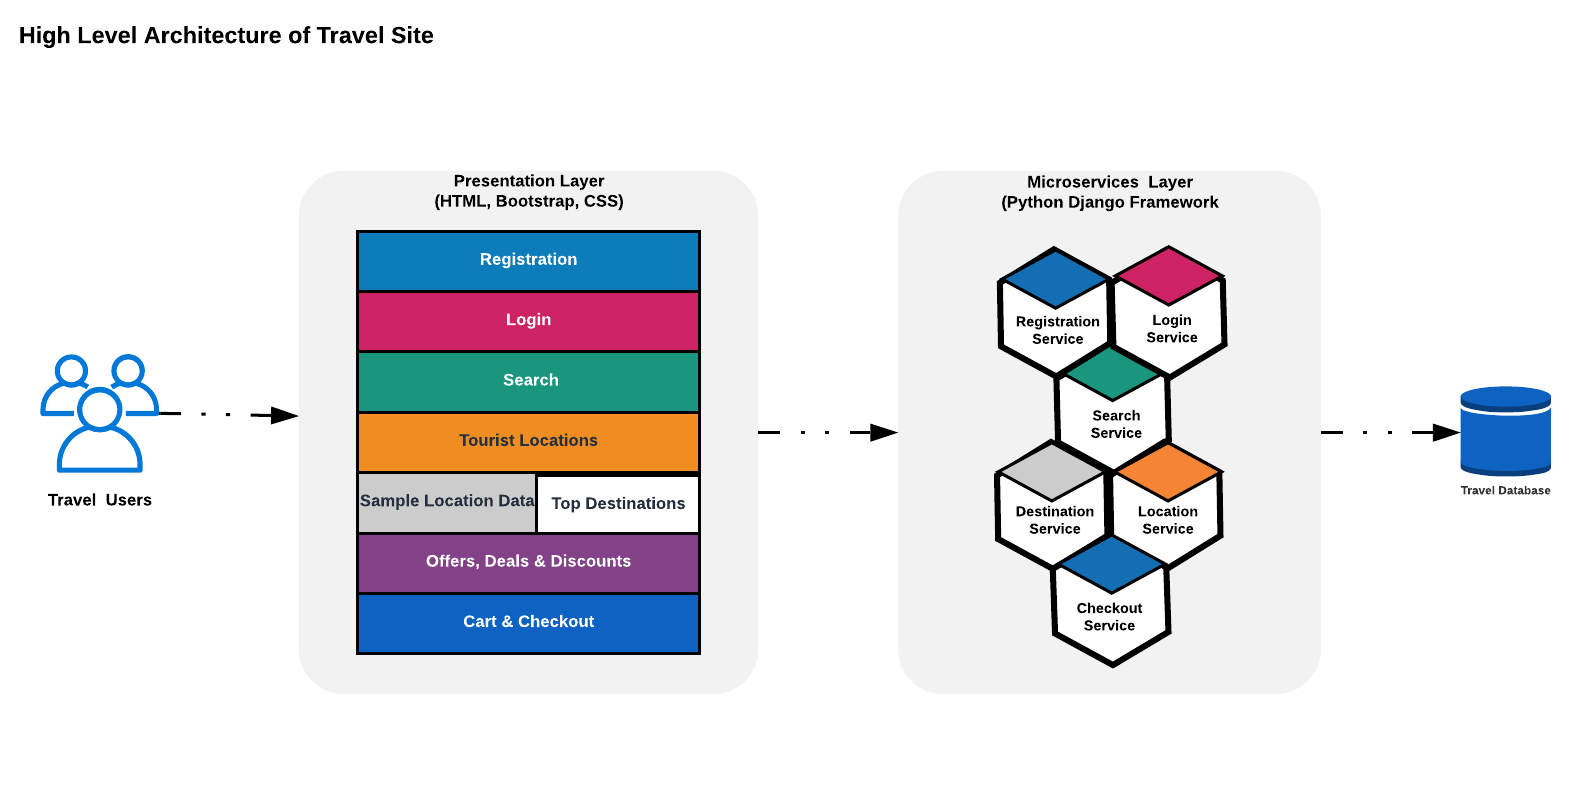 High Level Architecture of Travel Site
Presentation Layer
(HTML, Bootstrap, CSS)
Registration
Login
Search
Tourist Locations
Sample Location Data
Top Destinations
Offers, Deals & Discounts
Cart & Checkout
Travel Users
Microservices Layer
(Python Django Framework
Registration
Service
Login
Service
Search
Service
Destination
Service
Location
Service
Checkout
Service
Travel Database